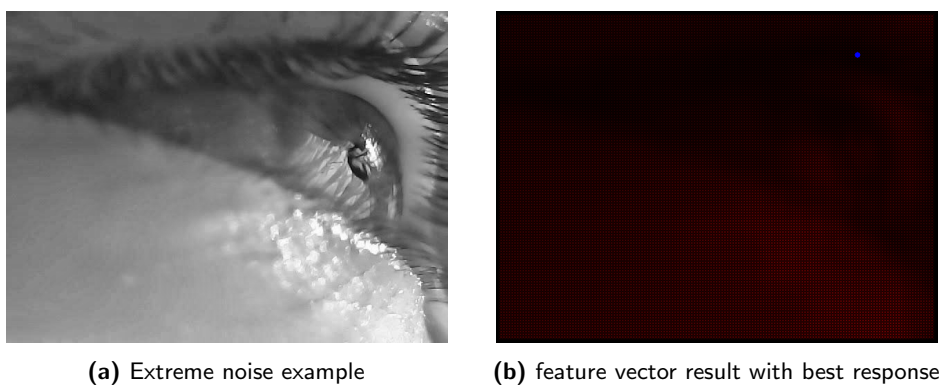 (a) Extreme noise example
(b) feature vector result with best response